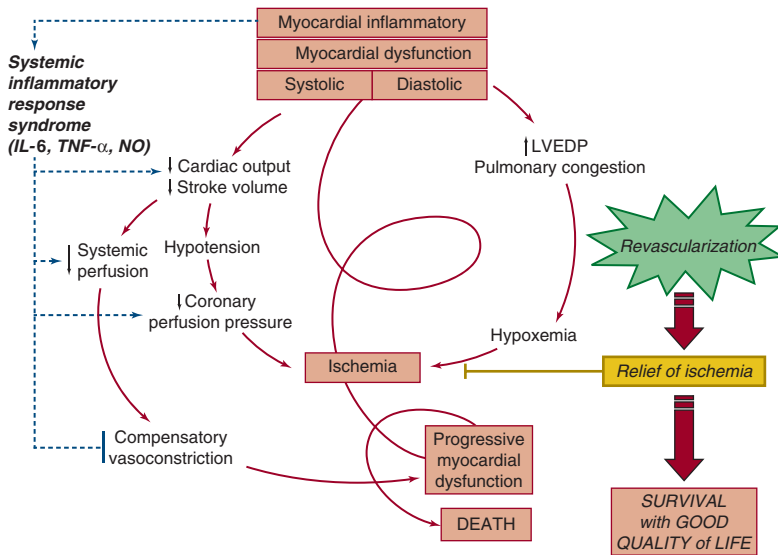 Myocardial inflammatory
Myocardial dysfunction
Systolic
Diastolic
Systemic
inflammatory
response
syndrome
(IL-6, TNF-α, NO)
Cardiac output
Stroke volume
↑LVEDP
Pulmonary congestion
Systemic
perfusion
Hypotension
Revascularization
Coronary
perfusion pressure
Hypoxemia
Ischemia
Relief of ischemia
Compensatory
vasoconstriction
Progressive
myocardial
dysfunction
DEATH
SURVIVAL
with GOOD
QUALITY of LIFE